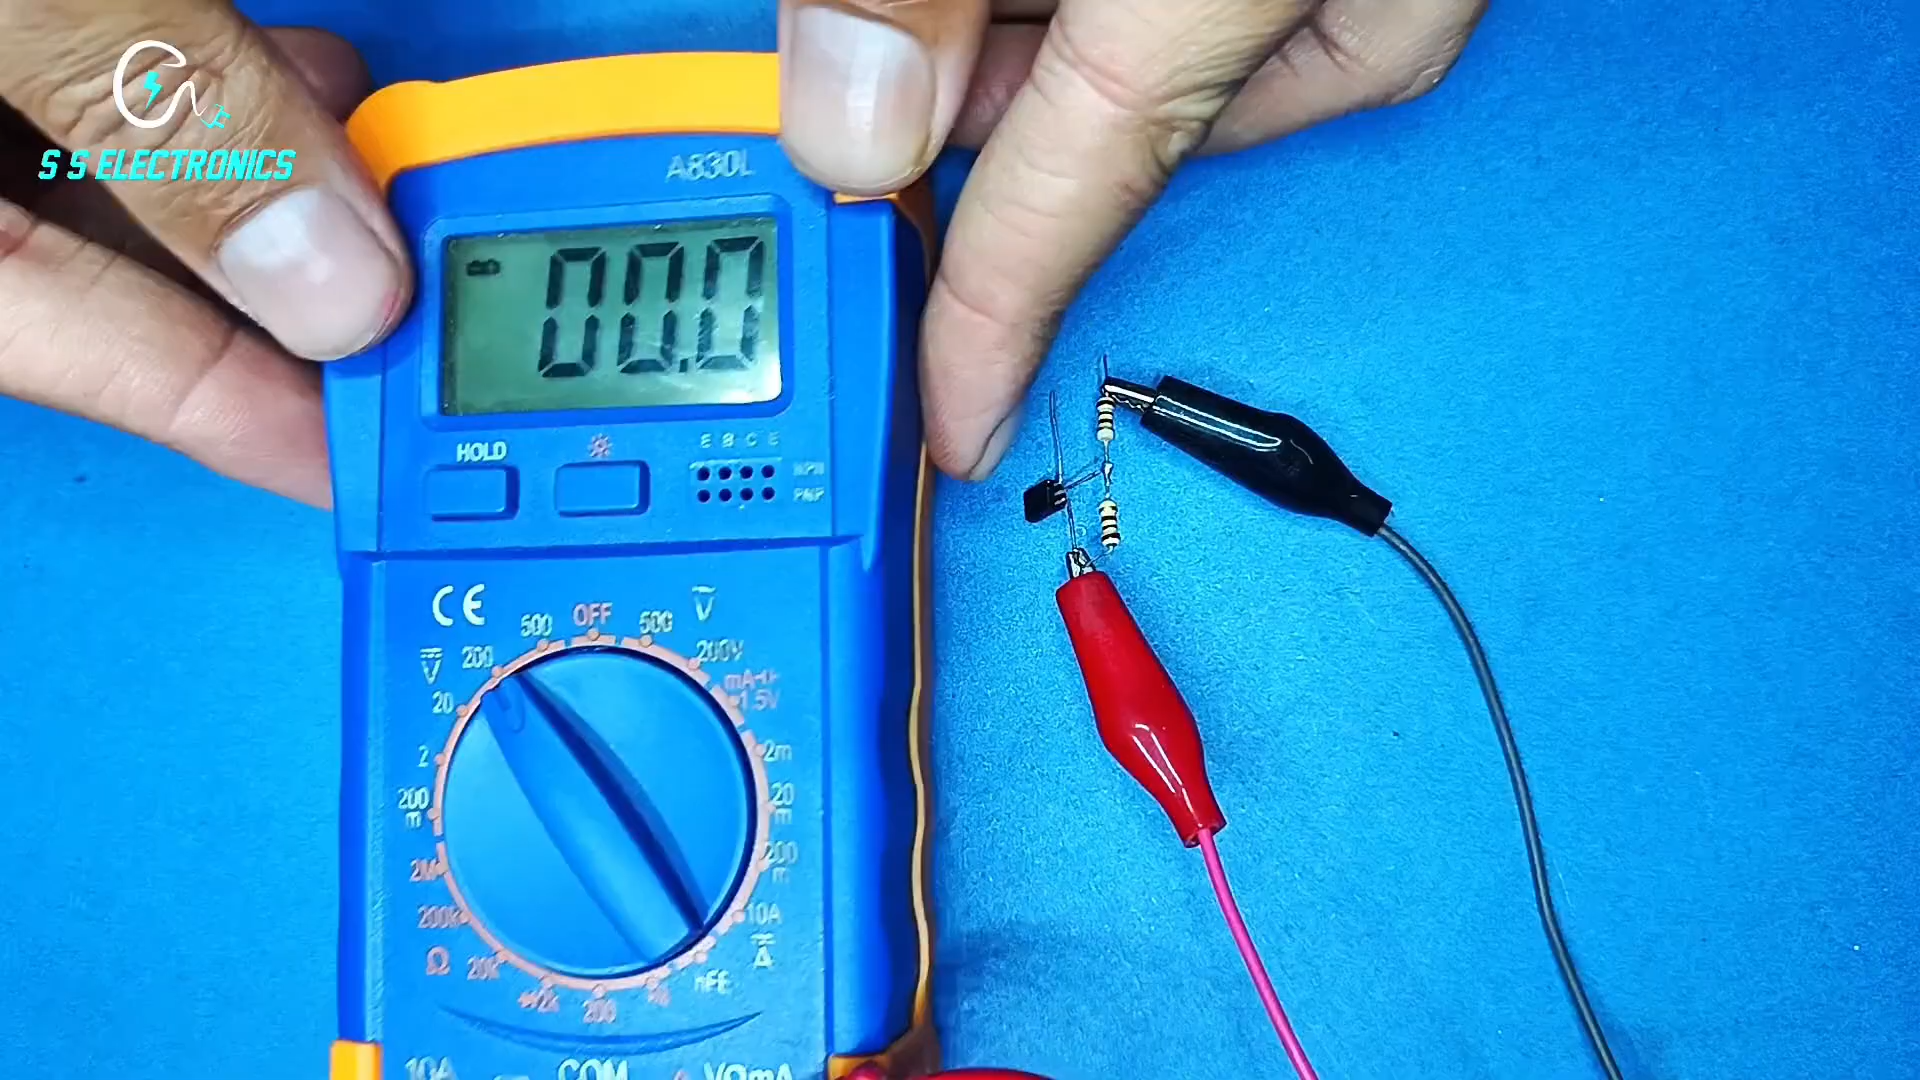 S S ELECTRONICS
A830L
00.0
HOLD
E B C E
NPN
PNP
CE
OFF
500
500
V
V
200
200V
20
1.5V
2
2m
200
m
20
m
2M
200
m
200k
10A
A
Ω
20k
2k
200
hFE
10A
COM
VΩmA